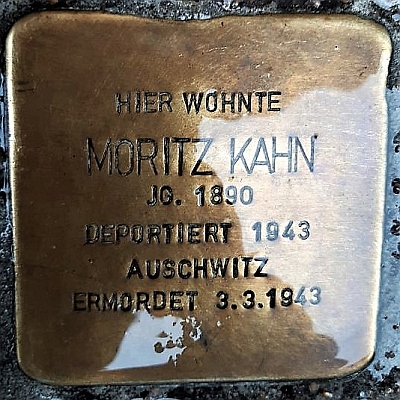 HIER WOHNTE
MORITZ KAHN
JG. 1890
DEPORTIERT 1943
AUSCHWITZ
ERMORDET 3.3.1943